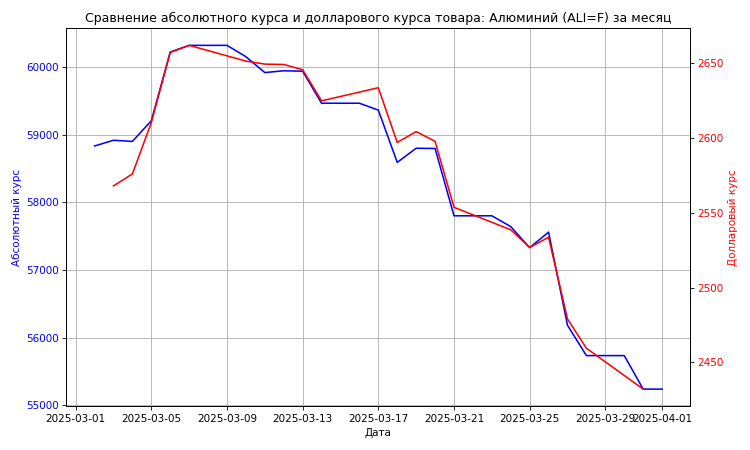 Сравнение абсолютного курса и долларового курса товара: Алюминий (ALI=F) за месяц
60000
59000
58000
57000
56000
55000
Абсолютный курс
2650
2600
2550
2500
2450
Долларовый курс
2025-03-01 2025-03-05 2025-03-09 2025-03-13 2025-03-17 2025-03-21 2025-03-25 2025-03-29 2025-04-01
Дата